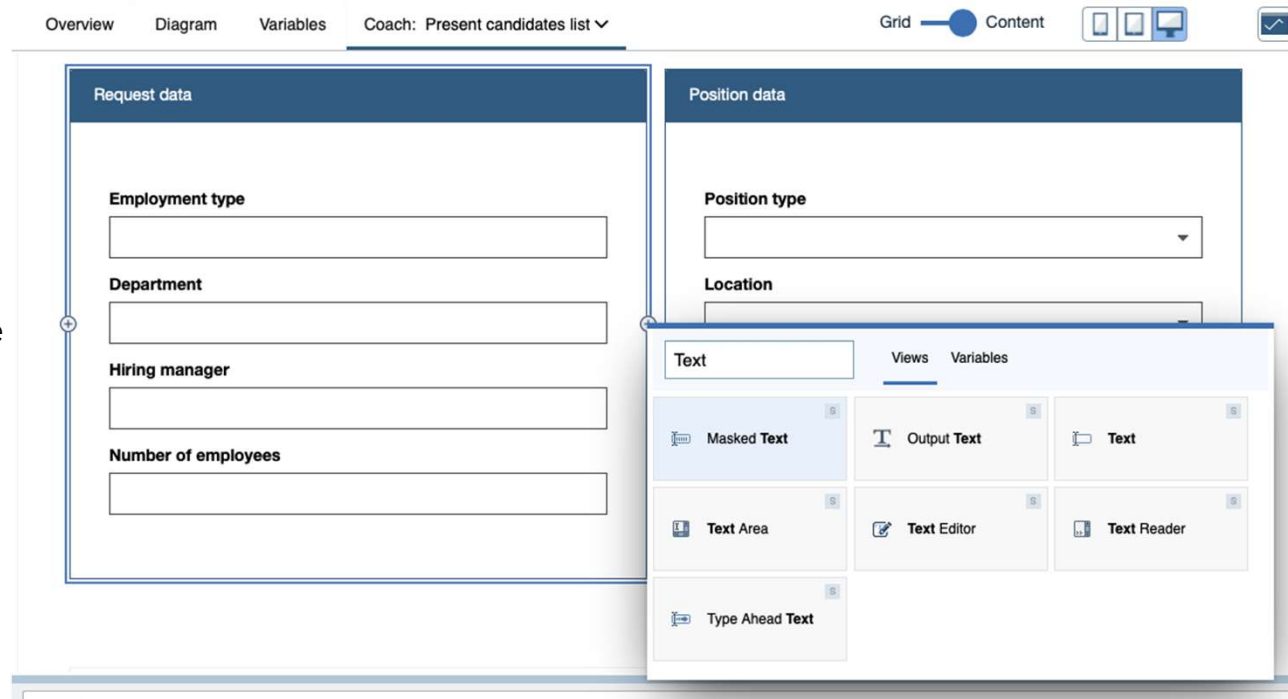 Overview Diagram Variables Coach: Present candidates list Grid Content
Request data
Employment type
Department
Hiring manager
Number of employees
Position data
Position type
Location
Text Views Variables
S S S
Masked Text Output Text Text
S S S
Text Area Text Editor Text Reader
S
Type Ahead Text